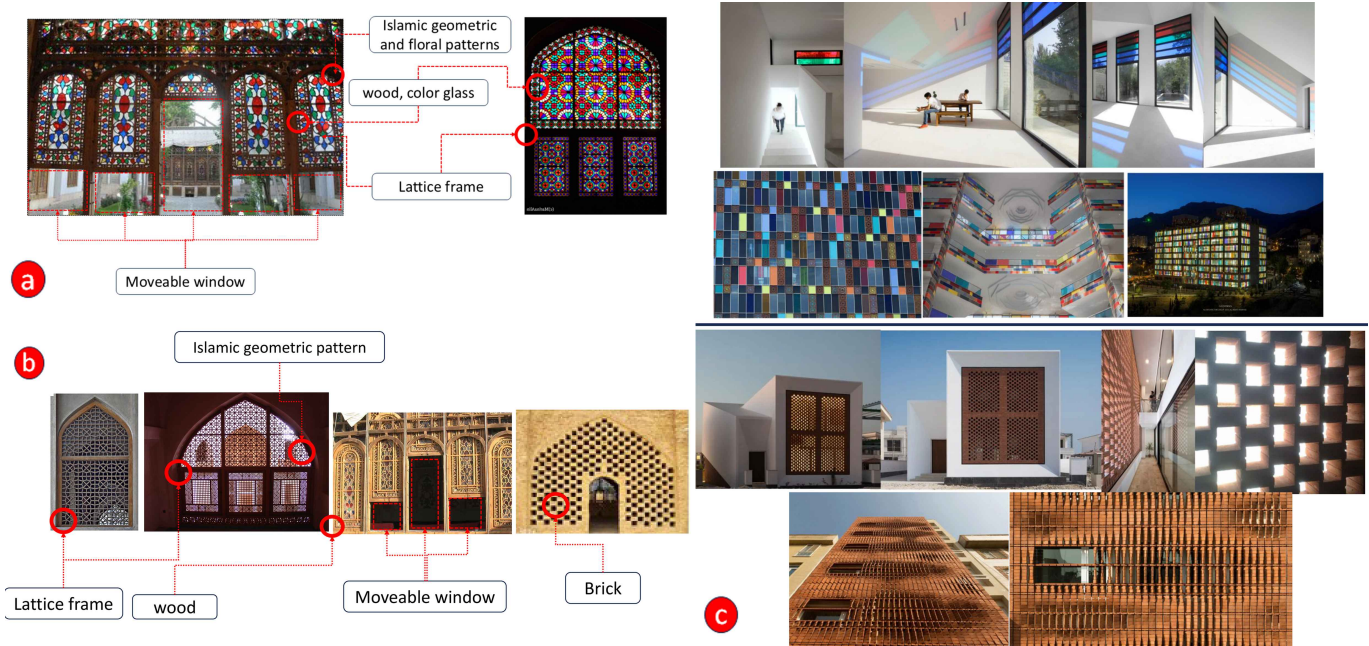 Islamic geometric
and floral patterns
wood, color glass
Lattice frame
Moveable window
a
Islamic geometric pattern
b
Lattice frame
wood
Moveable window
Brick
c